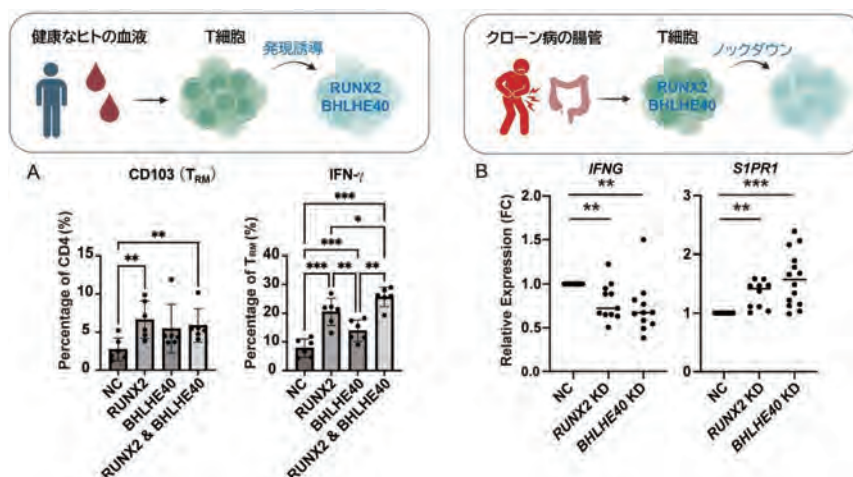 健康なヒトの血液
T細胞
発現誘導
RUNX2
BHLHE40
クローン病の腸管
T細胞
ノックダウン
RUNX2
BHLHE40
A
CD103 (TRM)
Percentage of CD4 (%)
15
10
5
0
**
**
NC
RUNX2
BHLHE40
RUNX2 & BHLHE40
IFN-γ
Percentage of TRM (%)
40
30
20
10
0
***
*
***
***
**
**
NC
RUNX2
BHLHE40
RUNX2 & BHLHE40
B
IFNG
Relative Expression (FC)
2.0
1.5
1.0
0.5
0.0
**
**
NC
RUNX2 KD
BHLHE40 KD
S1PR1
3
2
1
0
***
**
NC
RUNX2 KD
BHLHE40 KD